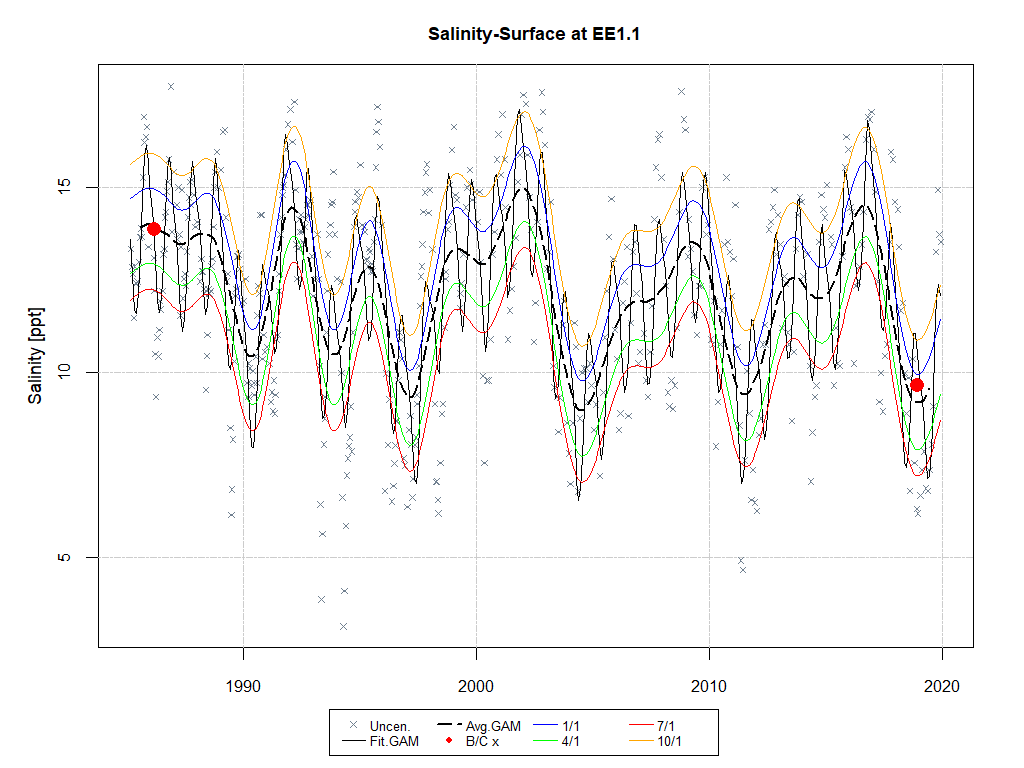 Salinity-Surface at EE1.1
Salinity [ppt]
15
10
5
1990 2000 2010 2020
Uncen. Avg.GAM 1/1 7/1
Fit.GAM B/C x 4/1 10/1